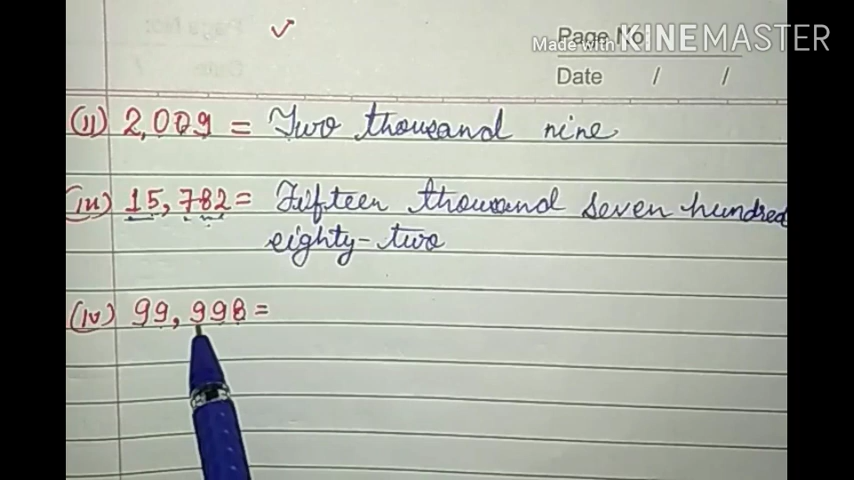 Page No
Made with KINEMASTER
Date / /
(ii) 2,009 = Two thousand nine
(iii) 15,782 = Fifteen thousand seven hundred
eighty-two
(iv) 99,998 =